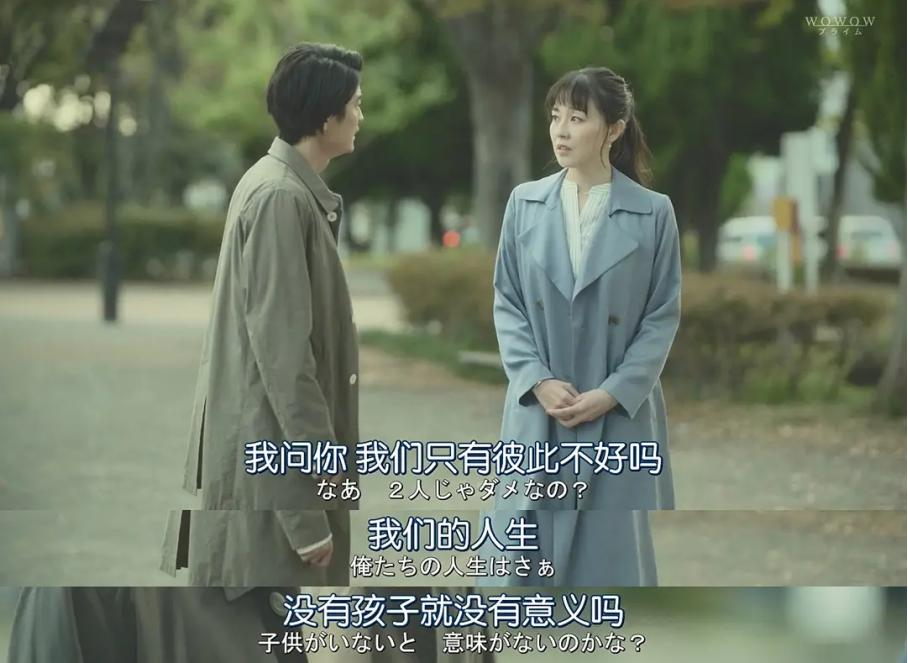 WOWOW
プライム
我问你 我们只有彼此不好吗
なあ 2人じゃダメなの？
我们的人生
俺たちの人生はさぁ
没有孩子就没有意义吗
子供がいないと 意味がないのかな？